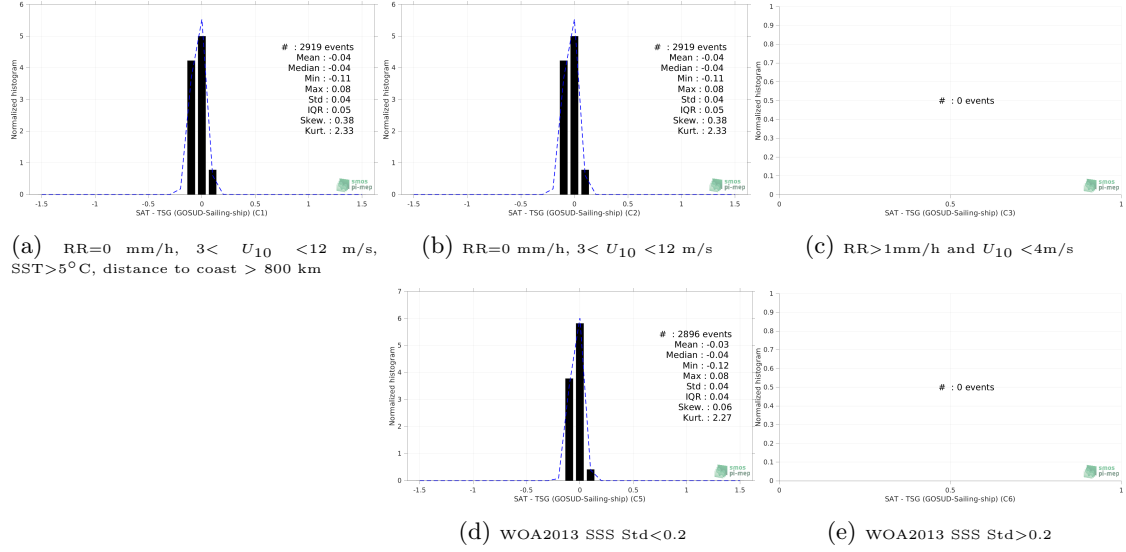 6
5
4
3
2
1
0
Normalized histogram
# : 2919 events
Mean : -0.04
Median : -0.04
Min : -0.11
Max : 0.08
Std : 0.04
IQR : 0.05
Skew. : 0.38
Kurt. : 2.33
smos
pi-mep
-1.5 -1 -0.5 0 0.5 1 1.5
SAT - TSG (GOSUD-Sailing-ship) (C1)
(a) RR=0 mm/h, 3< U10 <12 m/s,
SST>5°C, distance to coast > 800 km
6
5
4
3
2
1
0
Normalized histogram
# : 2919 events
Mean : -0.04
Median : -0.04
Min : -0.11
Max : 0.08
Std : 0.04
IQR : 0.05
Skew. : 0.38
Kurt. : 2.33
smos
pi-mep
-1.5 -1 -0.5 0 0.5 1 1.5
SAT - TSG (GOSUD-Sailing-ship) (C2)
(b) RR=0 mm/h, 3< U10 <12 m/s
1
0.9
0.8
0.7
0.6
0.5
0.4
0.3
0.2
0.1
0
Normalized histogram
# : 0 events
smos
pi-mep
0 0.5 1
SAT - TSG (GOSUD-Sailing-ship) (C3)
(c) RR>1mm/h and U10 <4m/s
7
6
5
4
3
2
1
0
Normalized histogram
# : 2896 events
Mean : -0.03
Median : -0.04
Min : -0.12
Max : 0.08
Std : 0.04
IQR : 0.04
Skew. : 0.06
Kurt. : 2.27
smos
pi-mep
-1.5 -1 -0.5 0 0.5 1 1.5
SAT - TSG (GOSUD-Sailing-ship) (C5)
(d) WOA2013 SSS Std<0.2
1
0.9
0.8
0.7
0.6
0.5
0.4
0.3
0.2
0.1
0
Normalized histogram
# : 0 events
smos
pi-mep
0 0.5 1
SAT - TSG (GOSUD-Sailing-ship) (C6)
(e) WOA2013 SSS Std>0.2